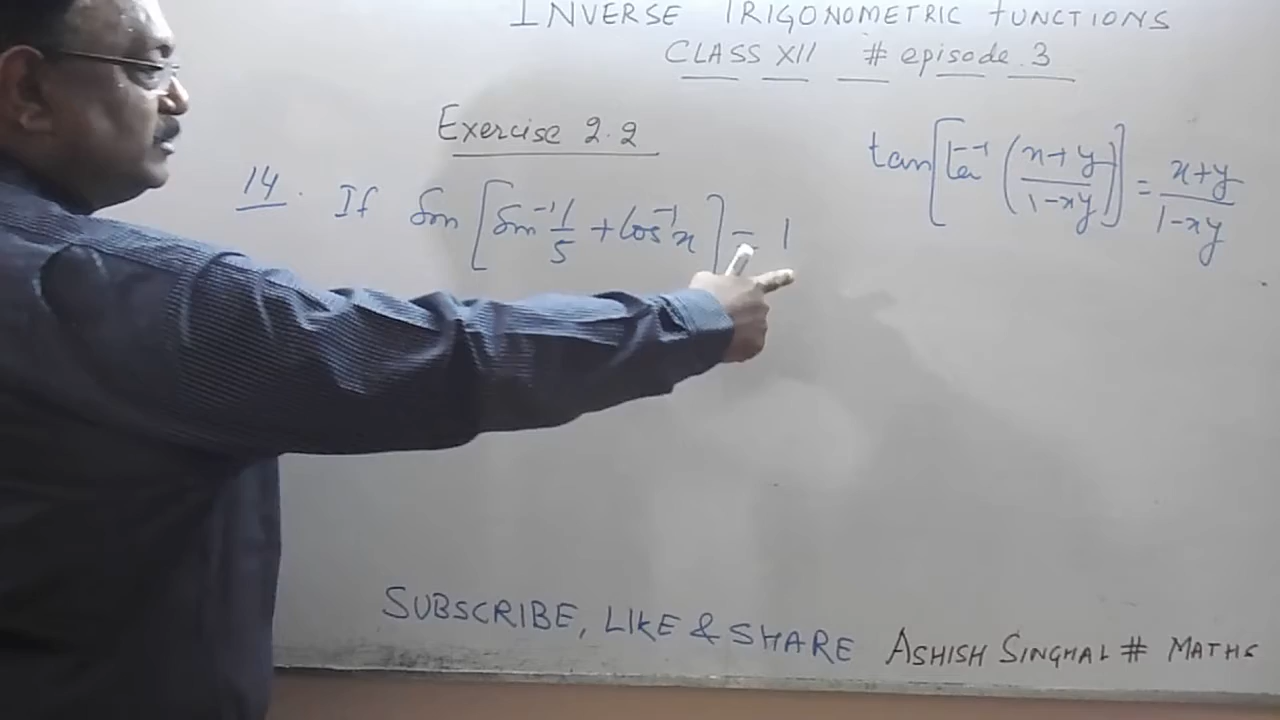 INVERSE TRIGONOMETRIC FUNCTIONS
CLASS XII # episode.3
Exercise 2.2
14. If Sin [Sin⁻¹ 1/5 + Cos⁻¹ x] = 1
tan [tan⁻¹ (x+y / 1-xy)] = x+y / 1-xy
SUBSCRIBE, LIKE & SHARE ASHISH SINGHAL # MATHS